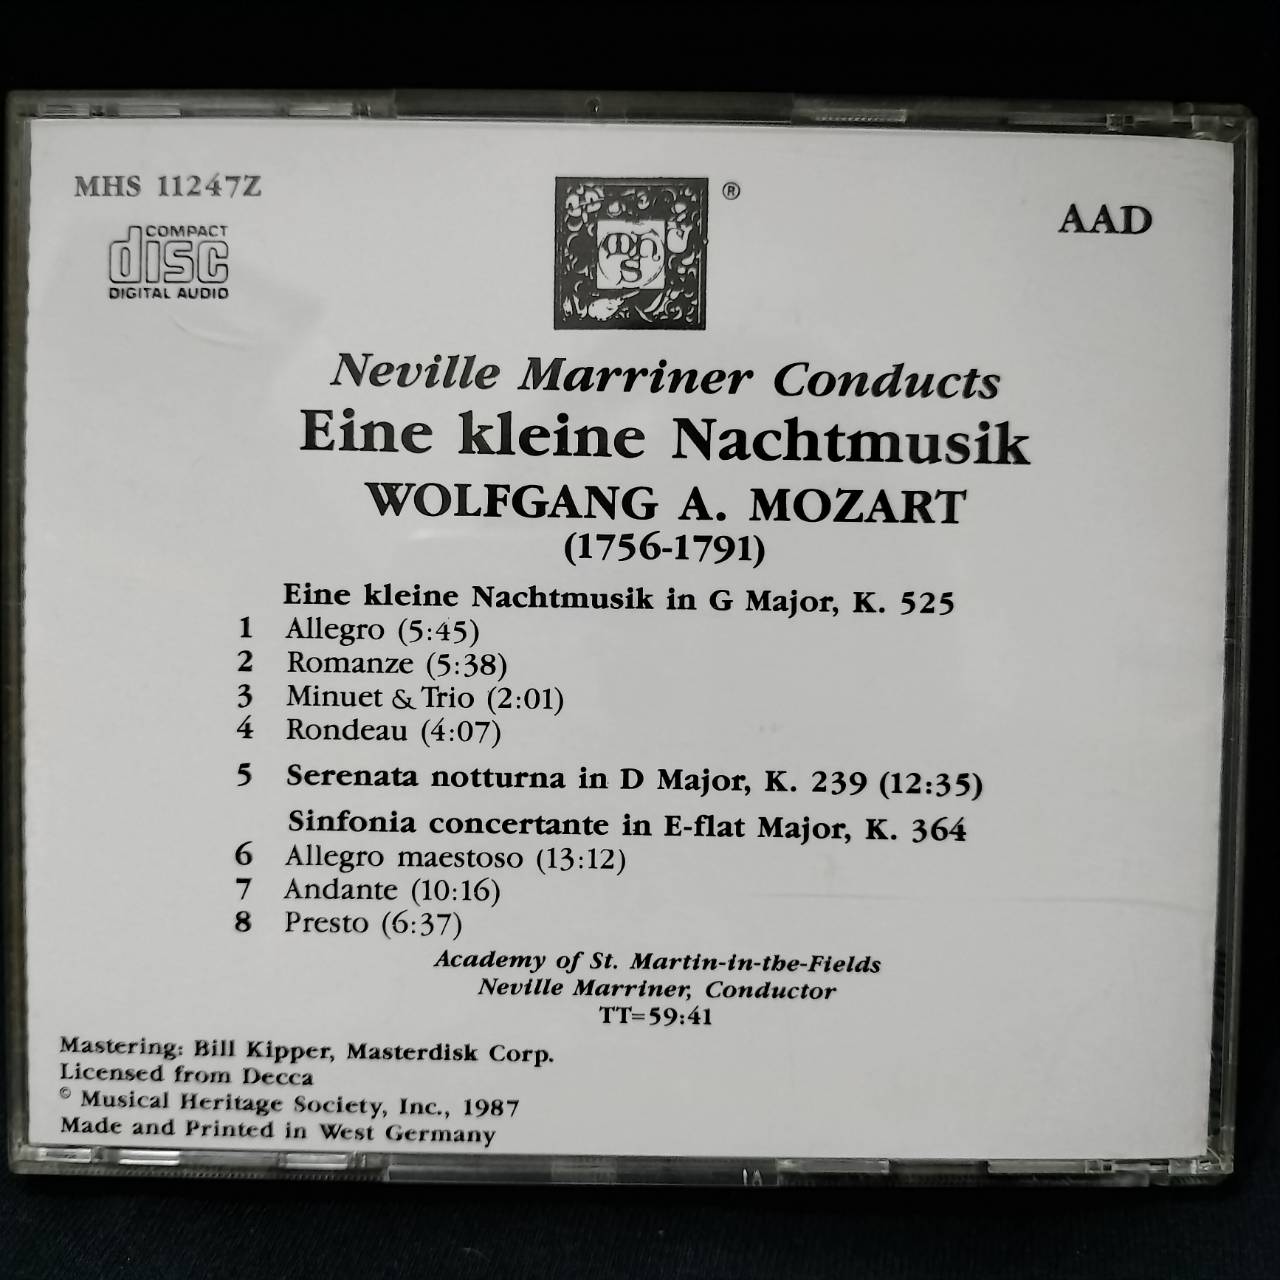 MHS 11247Z
COMPACT
disc
DIGITAL AUDIO
mhs
®
AAD
Neville Marriner Conducts
Eine kleine Nachtmusik
WOLFGANG A. MOZART
(1756-1791)
Eine kleine Nachtmusik in G Major, K. 525
1 Allegro (5:45)
2 Romanze (5:38)
3 Minuet & Trio (2:01)
4 Rondeau (4:07)
5 Serenata notturna in D Major, K. 239 (12:35)
Sinfonia concertante in E-flat Major, K. 364
6 Allegro maestoso (13:12)
7 Andante (10:16)
8 Presto (6:37)
Academy of St. Martin-in-the-Fields
Neville Marriner, Conductor
TT=59:41
Mastering: Bill Kipper, Masterdisk Corp.
Licensed from Decca
© Musical Heritage Society, Inc., 1987
Made and Printed in West Germany